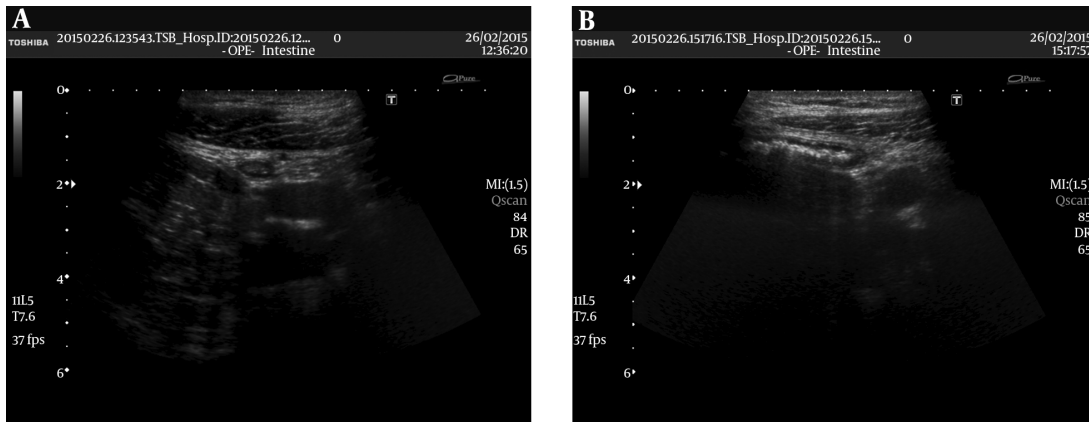 A
TOSHIBA 20150226.123543.TSB_Hosp.ID:20150226.12... 0 26/02/2015
-OPE- Intestine 12:36:20
aPure...
0
T
2
MI:(1.5)
Qscan
84
DR
65
4
11L5
T7.6
37 fps
6
B
TOSHIBA 20150226.151716.TSB_Hosp.ID:20150226.15... 0 26/02/2015
-OPE- Intestine 15:17:57
aPure...
0
T
2
MI:(1.5)
Qscan
85
DR
65
4
11L5
T7.6
37 fps
6